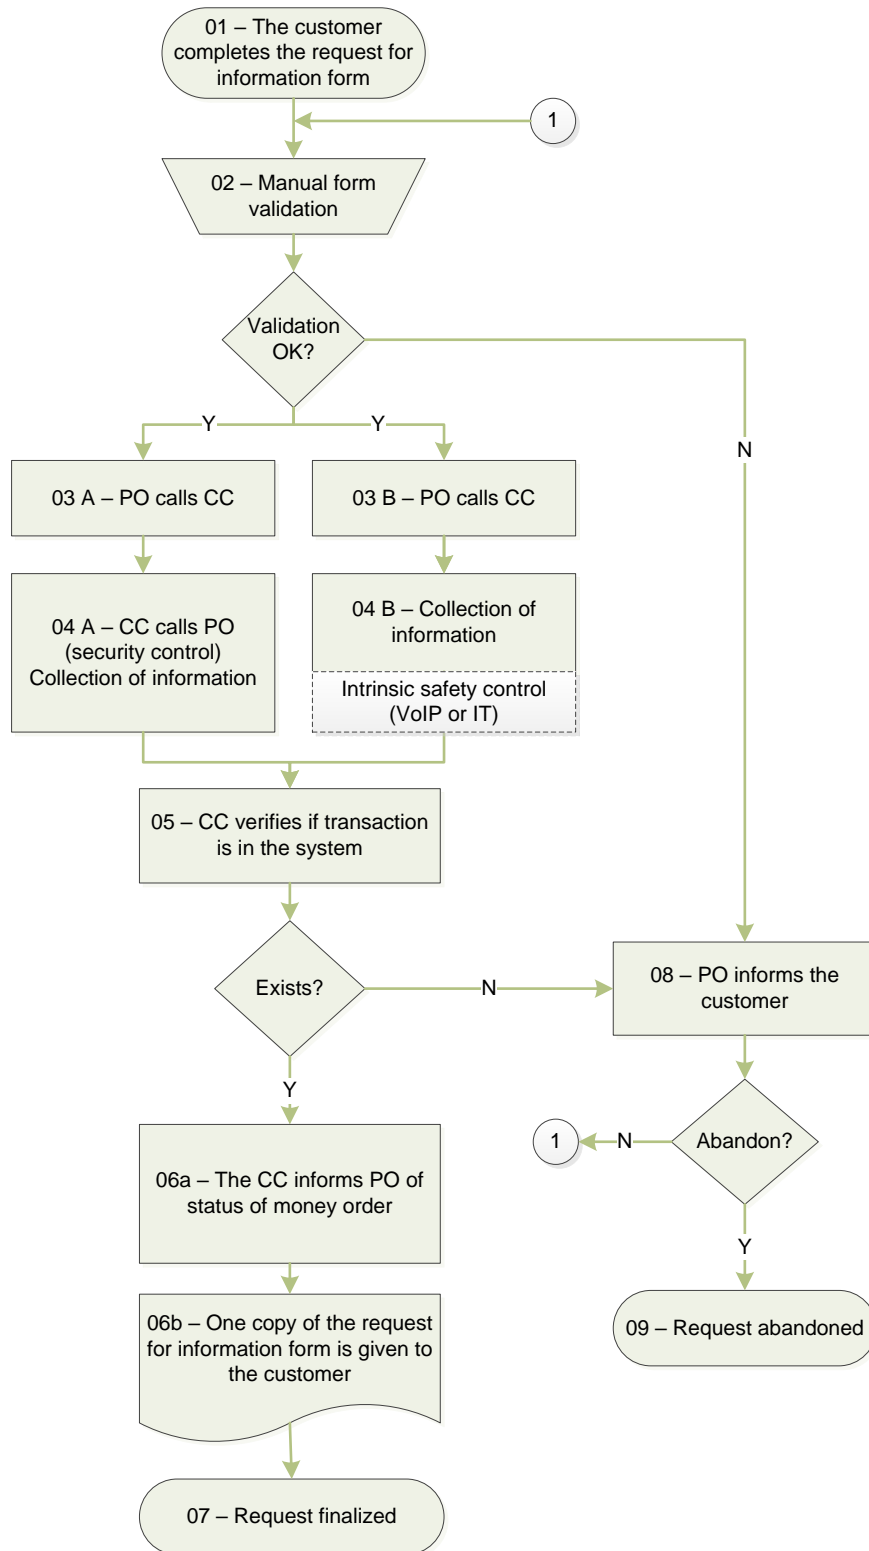 01 – The customer
completes the request for
information form
1
02 – Manual form
validation
Validation
OK?
Y
Y
N
03 A – PO calls CC
03 B – PO calls CC
04 A – CC calls PO
(security control)
Collection of information
04 B – Collection of
information
Intrinsic safety control
(VoIP or IT)
05 – CC verifies if transaction
is in the system
Exists?
N
08 – PO informs the
customer
Y
1
N
Abandon?
06a – The CC informs PO of
status of money order
Y
06b – One copy of the request
for information form is given to
the customer
09 – Request abandoned
07 – Request finalized